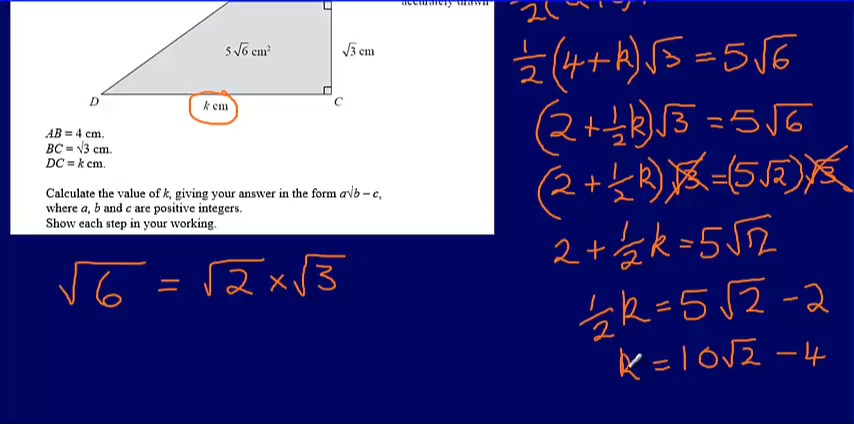 accurately drawn
5√6 cm²
√3 cm
D
k cm
C
AB = 4 cm.
BC = √3 cm.
DC = k cm.
Calculate the value of k, giving your answer in the form a√b – c,
where a, b and c are positive integers.
Show each step in your working.
√6 = √2 × √3
½(4+k)√3 = 5√6
(2+½k)√3 = 5√6
(2+½k)√3 = (5√2)√3
2+½k = 5√2
½k = 5√2 – 2
k = 10√2 – 4